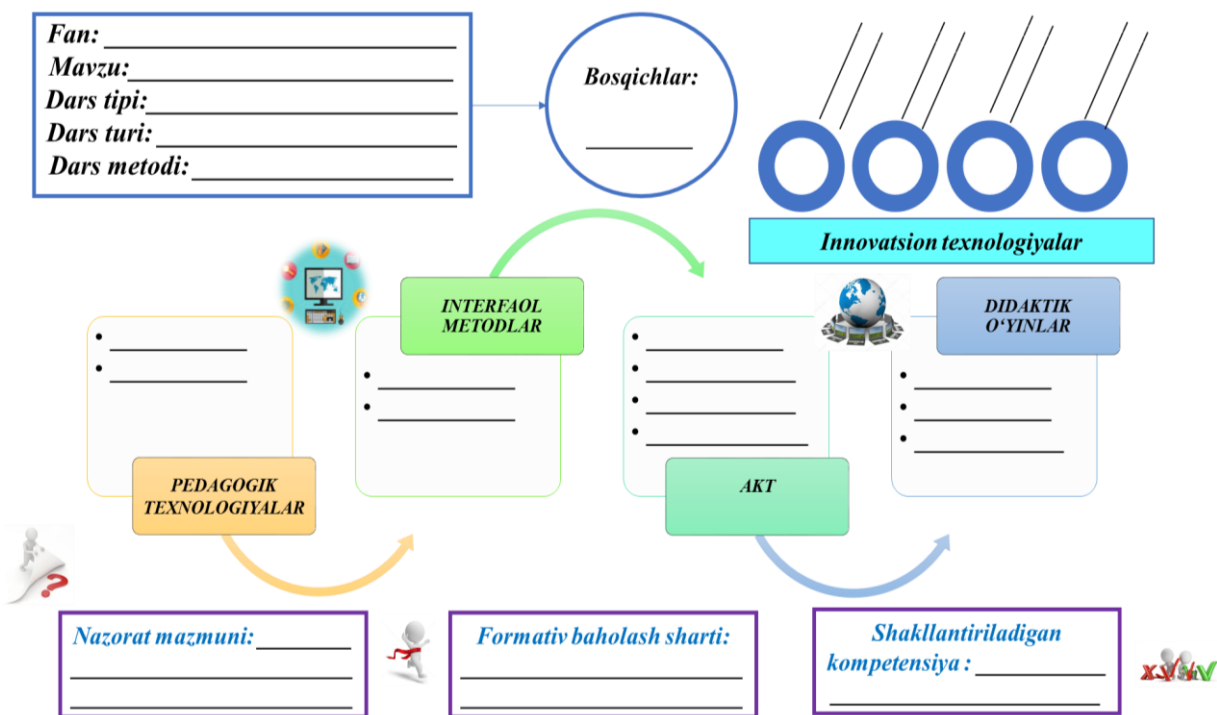 Fan:
Mavzu:
Dars tipi:
Dars turi:
Dars metodi:
Bosqichlar:
Innovatsion texnologiyalar
INTERFAOL
METODLAR
DIDAKTIK
O‘YINLAR
PEDAGOGIK
TEXNOLOGIYALAR
AKT
Nazorat mazmuni:
Formativ baholash sharti:
Shakllantiriladigan
kompetensiya :